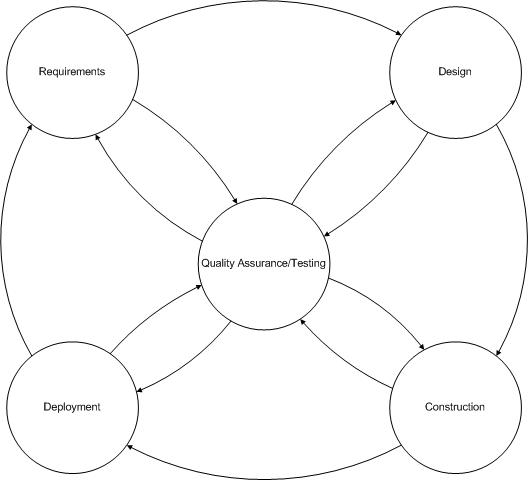 Requirements
Design
Quality Assurance/Testing
Deployment
Construction